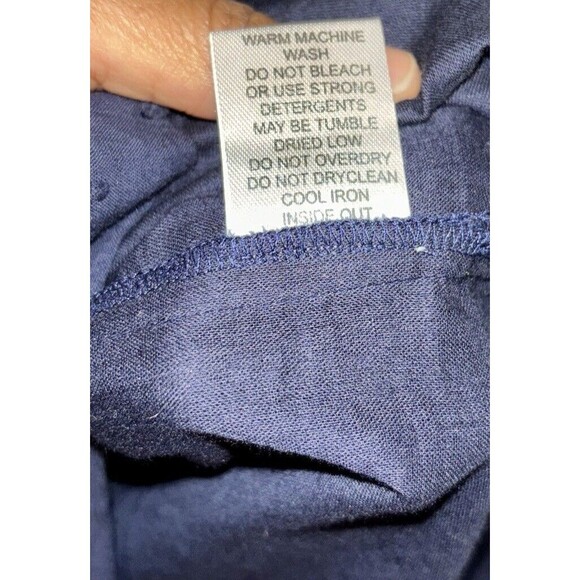 WARM MACHINE
WASH
DO NOT BLEACH
OR USE STRONG
DETERGENTS
MAY BE TUMBLE
DRIED LOW
DO NOT OVERDRY
DO NOT DRYCLEAN
COOL IRON
INSIDE OUT